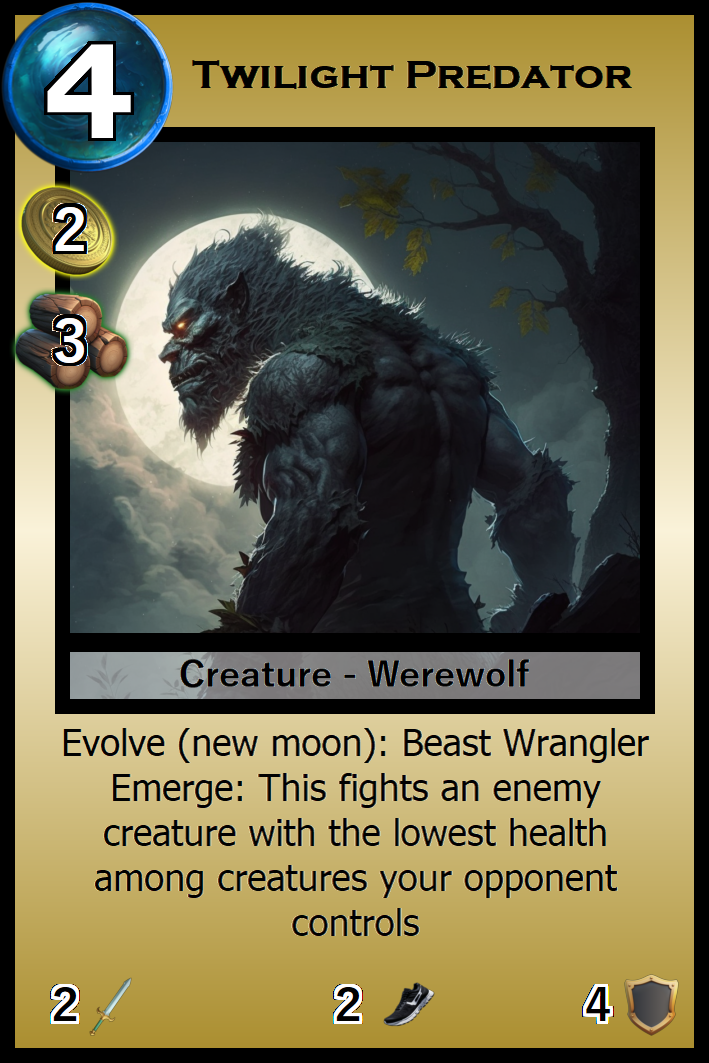 4
Twilight Predator
2
3
Creature - Werewolf
Evolve (new moon): Beast Wrangler
Emerge: This fights an enemy
creature with the lowest health
among creatures your opponent
controls
2
2
4